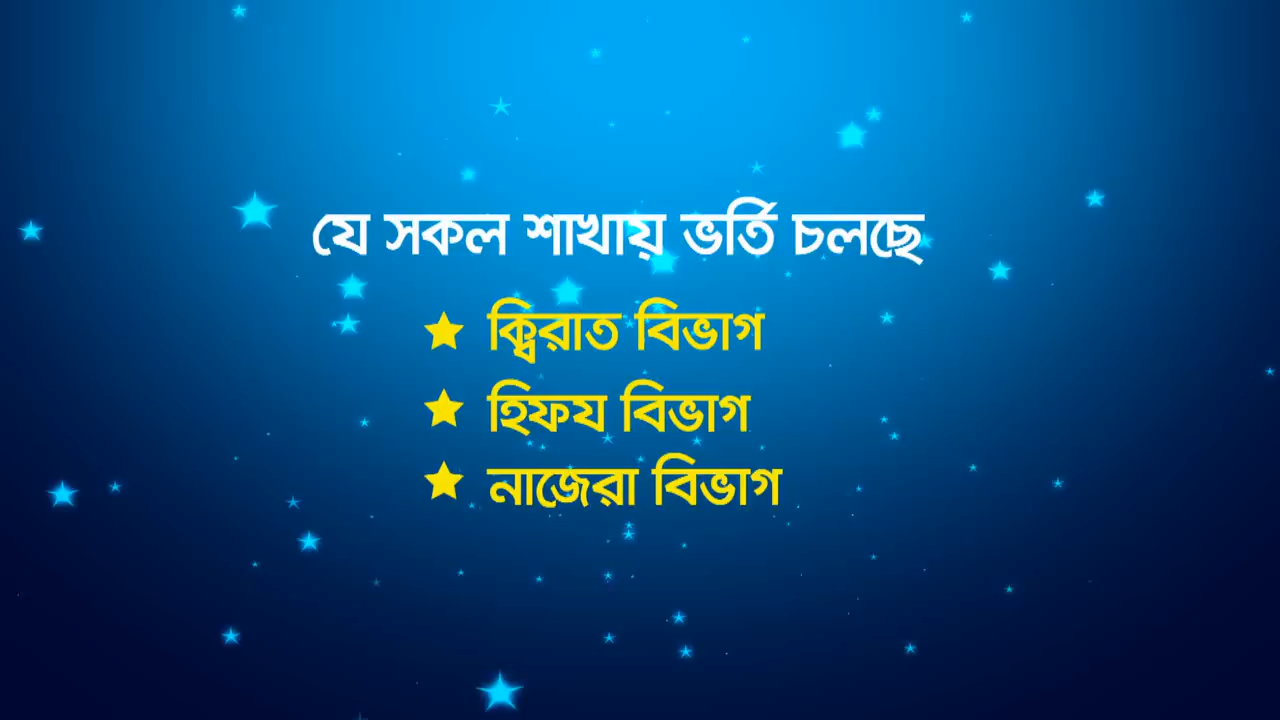 যে সকল শাখায় ভর্তি চলছে
ক্বিরাত বিভাগ
হিফয বিভাগ
নাজেরা বিভাগ